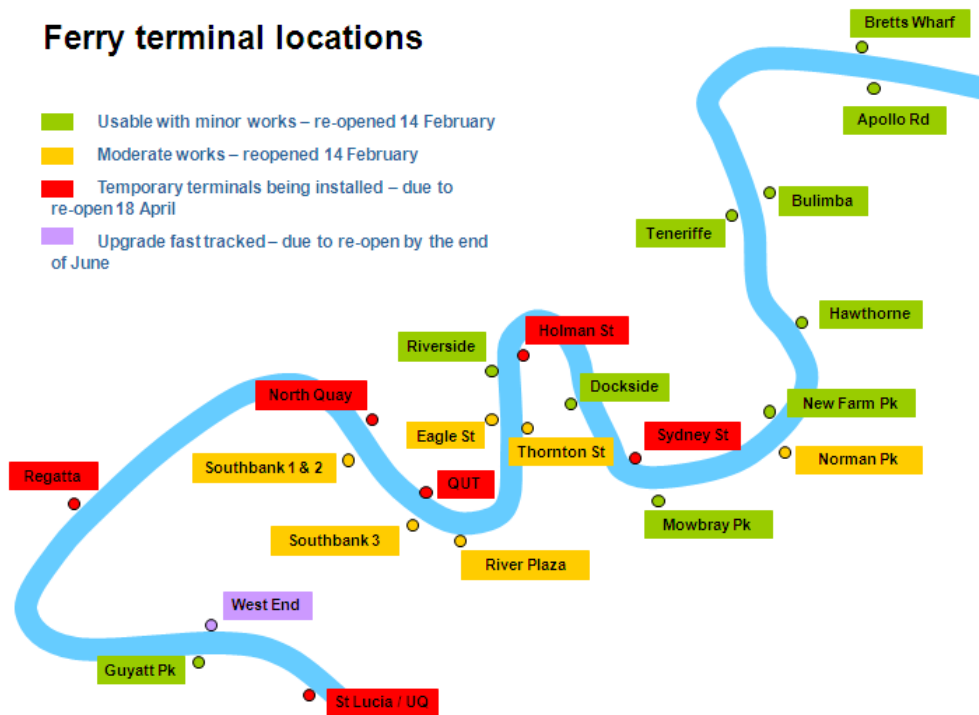 Ferry terminal locations
Usable with minor works – re-opened 14 February
Moderate works – reopened 14 February
Temporary terminals being installed – due to
re-open 18 April
Upgrade fast tracked – due to re-open by the end
of June
Bretts Wharf
Apollo Rd
Bulimba
Teneriffe
Hawthorne
Holman St
Riverside
Dockside
North Quay
New Farm Pk
Eagle St
Sydney St
Thornton St
Norman Pk
Southbank 1 & 2
Regatta
QUT
Mowbray Pk
Southbank 3
River Plaza
West End
Guyatt Pk
St Lucia / UQ